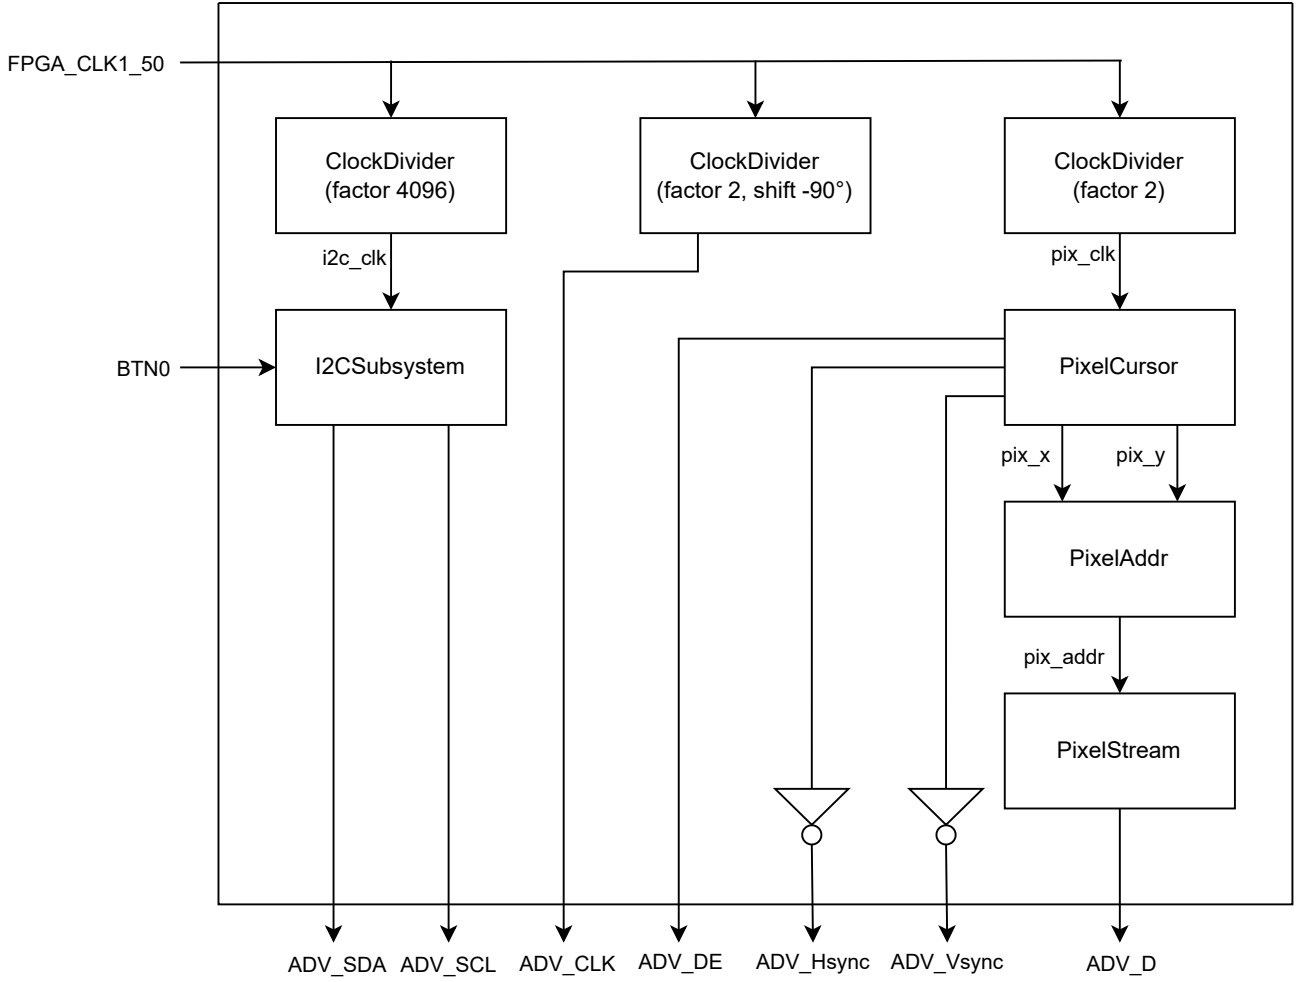 FPGA_CLK1_50
ClockDivider
(factor 4096)
ClockDivider
(factor 2, shift -90°)
ClockDivider
(factor 2)
i2c_clk
pix_clk
BTN0
I2CSubsystem
PixelCursor
pix_x
pix_y
PixelAddr
pix_addr
PixelStream
ADV_SDA
ADV_SCL
ADV_CLK
ADV_DE
ADV_Hsync
ADV_Vsync
ADV_D